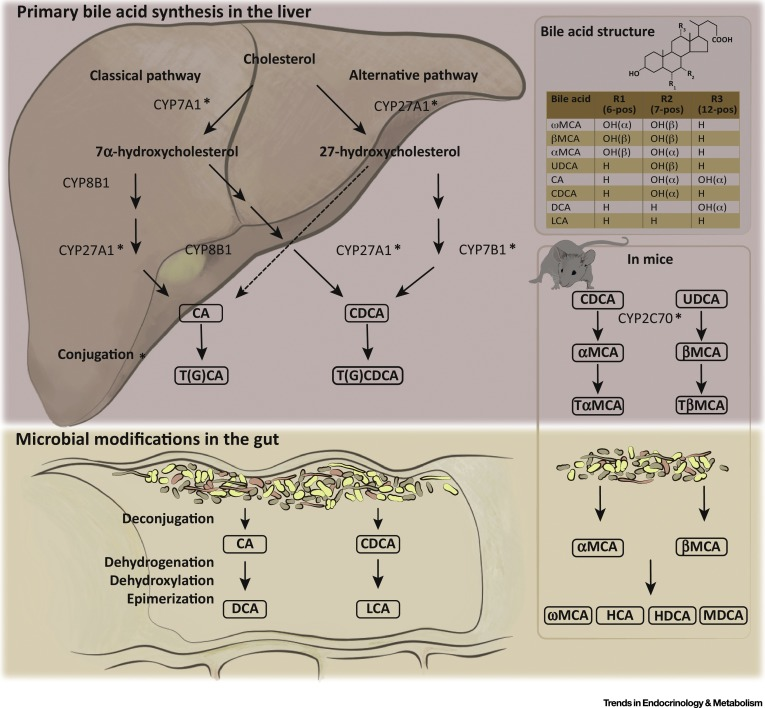 Primary bile acid synthesis in the liver
Classical pathway
Cholesterol
Alternative pathway
CYP7A1*
CYP27A1*
7α-hydroxycholesterol
27-hydroxycholesterol
CYP8B1
CYP27A1*
CYP8B1
CYP27A1*
CYP7B1*
CA
CDCA
Conjugation *
T(G)CA
T(G)CDCA
Bile acid structure
R3
COOH
HO
R2
R1
Bile acid R1 (6-pos) R2 (7-pos) R3 (12-pos)
ωMCA OH(α) OH(β) H
βMCA OH(β) OH(β) H
αMCA OH(β) OH(α) H
UDCA H OH(β) H
CA H OH(α) OH(α)
CDCA H OH(α) H
DCA H H OH(α)
LCA H H H
In mice
CDCA UDCA
CYP2C70*
αMCA βMCA
TαMCA TβMCA
Microbial modifications in the gut
Deconjugation
CA CDCA
Dehydrogenation
Dehydroxylation
Epimerization
DCA LCA
αMCA βMCA
ωMCA HCA HDCA MDCA
Trends in Endocrinology & Metabolism